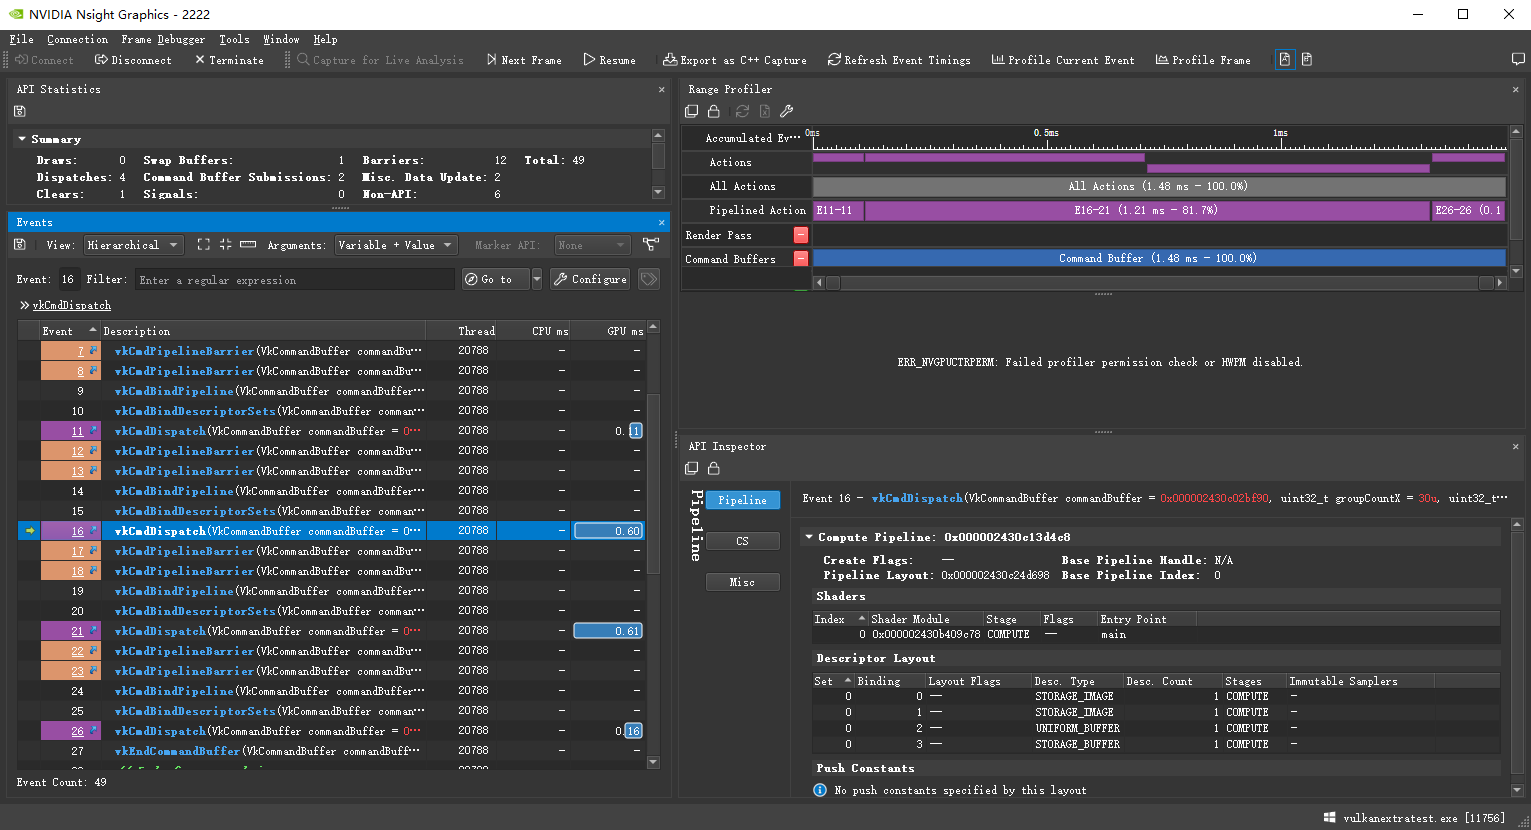 NVIDIA Nsight Graphics - 2222
File Connection Frame Debugger Tools Window Help
Connect Disconnect Terminate Capture for Live Analysis Next Frame Resume Export as C++ Capture Refresh Event Timings Profile Current Event Profile Frame
API Statistics
Summary
Draws: 0 Swap Buffers: 1 Barriers: 12 Total: 49
Dispatches: 4 Command Buffer Submissions: 2 Misc. Data Update: 2
Clears: 1 Signals: 0 Non-API: 6
Events
View: Hierarchical Arguments: Variable + Value Marker API: None
Event: 16 Filter: Enter a regular expression Go to Configure
vkCmdDispatch
Event Description Thread CPU ms GPU ms
7 vkCmdPipelineBarrier(VkCommandBuffer commandBu··· 20788 — —
8 vkCmdPipelineBarrier(VkCommandBuffer commandBu··· 20788 — —
9 vkCmdBindPipeline(VkCommandBuffer commandBuffe··· 20788 — —
10 vkCmdBindDescriptorSets(VkCommandBuffer comman··· 20788 — —
11 vkCmdDispatch(VkCommandBuffer commandBuffer = 0··· 20788 — 0.11
12 vkCmdPipelineBarrier(VkCommandBuffer commandBu··· 20788 — —
13 vkCmdPipelineBarrier(VkCommandBuffer commandBu··· 20788 — —
14 vkCmdBindPipeline(VkCommandBuffer commandBuffe··· 20788 — —
15 vkCmdBindDescriptorSets(VkCommandBuffer comman··· 20788 — —
16 vkCmdDispatch(VkCommandBuffer commandBuffer = 0··· 20788 — 0.60
17 vkCmdPipelineBarrier(VkCommandBuffer commandBu··· 20788 — —
18 vkCmdPipelineBarrier(VkCommandBuffer commandBu··· 20788 — —
19 vkCmdBindPipeline(VkCommandBuffer commandBuffe··· 20788 — —
20 vkCmdBindDescriptorSets(VkCommandBuffer comman··· 20788 — —
21 vkCmdDispatch(VkCommandBuffer commandBuffer = 0··· 20788 — 0.61
22 vkCmdPipelineBarrier(VkCommandBuffer commandBu··· 20788 — —
23 vkCmdPipelineBarrier(VkCommandBuffer commandBu··· 20788 — —
24 vkCmdBindPipeline(VkCommandBuffer commandBuffe··· 20788 — —
25 vkCmdBindDescriptorSets(VkCommandBuffer comman··· 20788 — —
26 vkCmdDispatch(VkCommandBuffer commandBuffer = 0··· 20788 — 0.16
27 vkEndCommandBuffer(VkCommandBuffer commandBuff··· 20788 — —
Event Count: 49
Range Profiler
Accumulated Ev··· 0ms 0.5ms 1ms
Actions
All Actions All Actions (1.48 ms - 100.0%)
Pipelined Action E11-11 E16-21 (1.21 ms - 81.7%) E26-26 (0.1
Render Pass
Command Buffers Command Buffer (1.48 ms - 100.0%)
ERR_NVGPUCTRPERM: Failed profiler permission check or HWPM disabled.
API Inspector
Pipeline
Pipeline
CS
Misc
Event 16 - vkCmdDispatch(VkCommandBuffer commandBuffer = 0x000002430c02bf90, uint32_t groupCountX = 30u, uint32_t···
Compute Pipeline: 0x000002430c13d4c8
Create Flags: — Base Pipeline Handle: N/A
Pipeline Layout: 0x000002430c24d698 Base Pipeline Index: 0
Shaders
Index Shader Module Stage Flags Entry Point
0 0x000002430b409c78 COMPUTE — main
Descriptor Layout
Set Binding Layout Flags Desc. Type Desc. Count Stages Immutable Samplers
0 0 — STORAGE_IMAGE 1 COMPUTE —
0 1 — STORAGE_IMAGE 1 COMPUTE —
0 2 — UNIFORM_BUFFER 1 COMPUTE —
0 3 — STORAGE_BUFFER 1 COMPUTE —
Push Constants
No push constants specified by this layout
vulkanextratest.exe [11756]